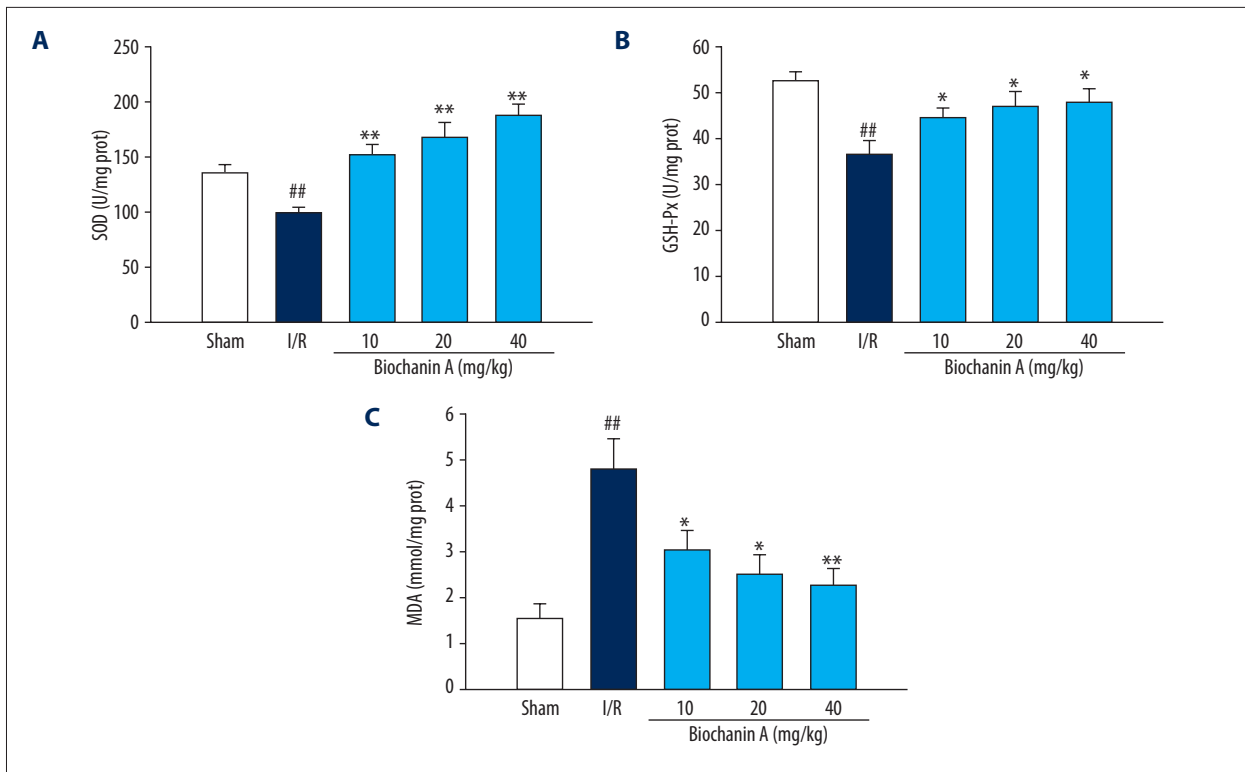 A
SOD (U/mg prot)
250
200
150
100
50
0
##
**
**
**
Sham I/R 10 20 40
Biochanin A (mg/kg)
B
GSH-Px (U/mg prot)
60
50
40
30
20
10
0
##
*
*
*
Sham I/R 10 20 40
Biochanin A (mg/kg)
C
MDA (mmol/mg prot)
6
5
4
3
2
1
0
##
*
*
**
Sham I/R 10 20 40
Biochanin A (mg/kg)